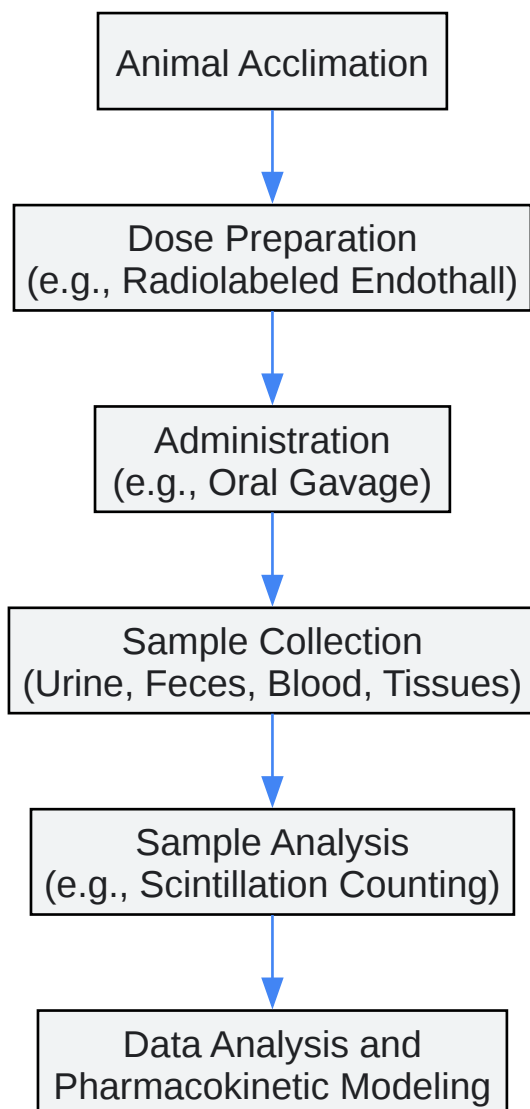 Animal Acclimation
Dose Preparation
(e.g., Radiolabeled Endothall)
Administration
(e.g., Oral Gavage)
Sample Collection
(Urine, Feces, Blood, Tissues)
Sample Analysis
(e.g., Scintillation Counting)
Data Analysis and
Pharmacokinetic Modeling